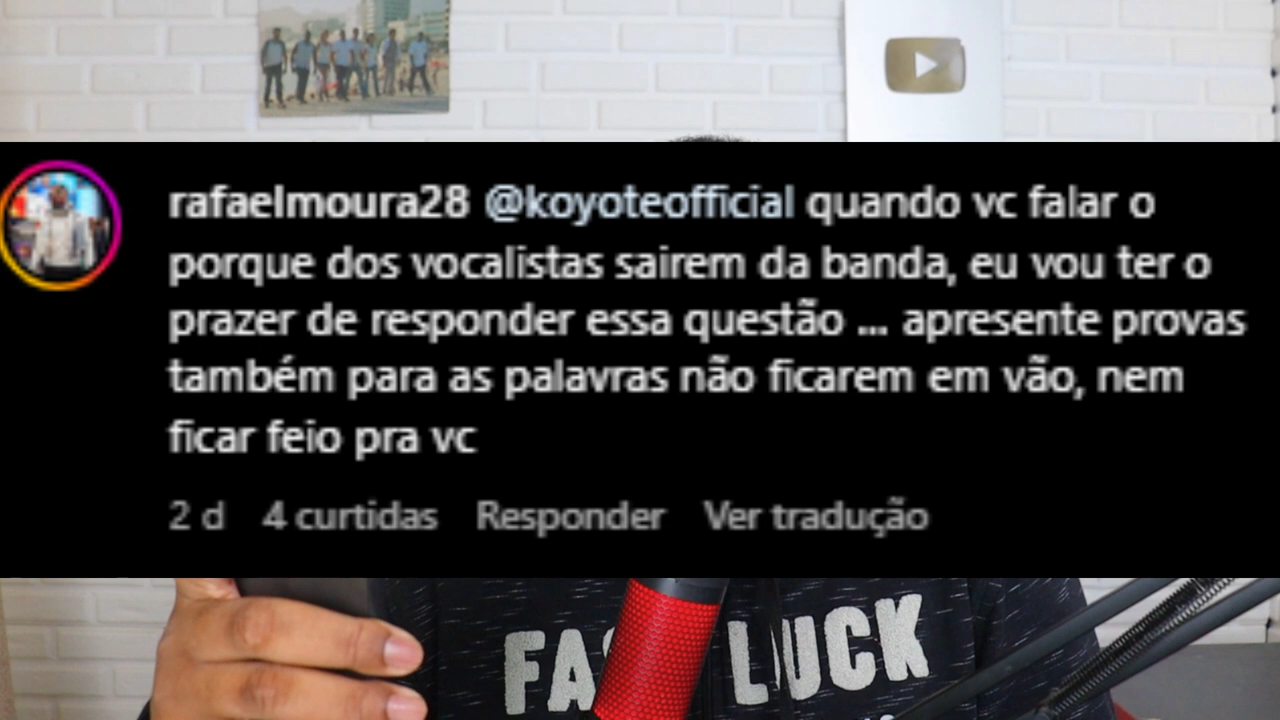 rafaelmoura28 @koyoteofficial quando vc falar o
porque dos vocalistas sairem da banda, eu vou ter o
prazer de responder essa questão ... apresente provas
também para as palavras não ficarem em vão, nem
ficar feio pra vc
2 d 4 curtidas Responder Ver tradução
FA LUCK